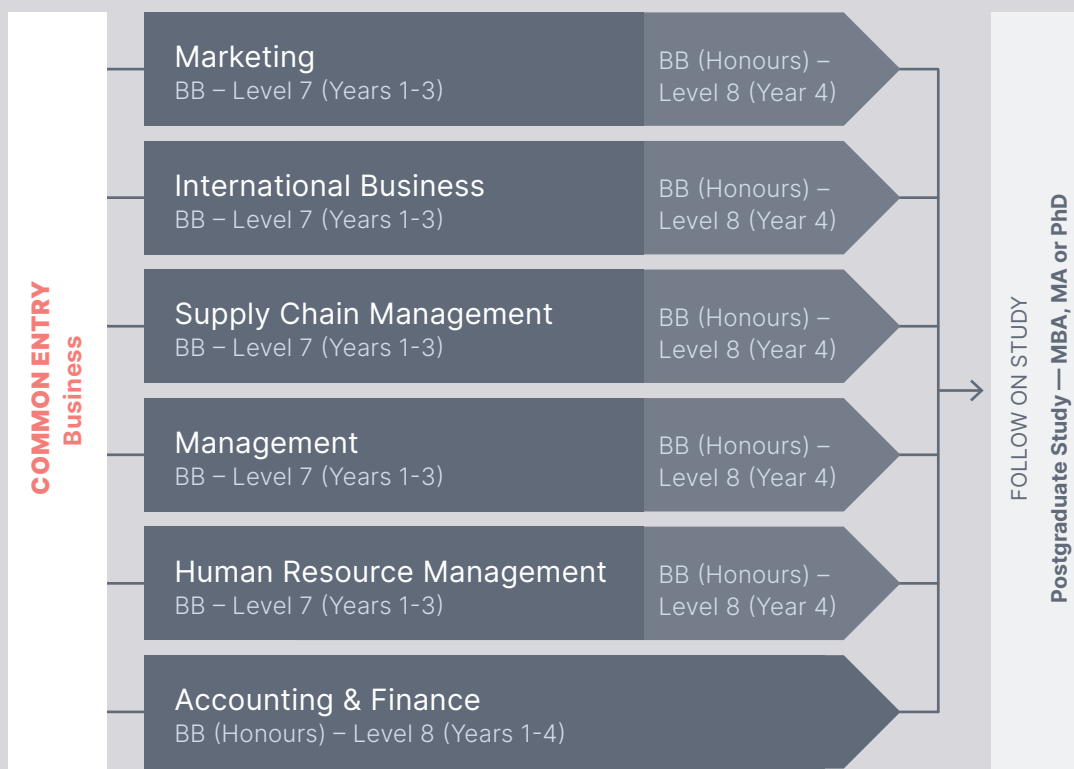 COMMON ENTRY
Business
Marketing
BB – Level 7 (Years 1-3)
BB (Honours) –
Level 8 (Year 4)
International Business
BB – Level 7 (Years 1-3)
BB (Honours) –
Level 8 (Year 4)
Supply Chain Management
BB – Level 7 (Years 1-3)
BB (Honours) –
Level 8 (Year 4)
Management
BB – Level 7 (Years 1-3)
BB (Honours) –
Level 8 (Year 4)
Human Resource Management
BB – Level 7 (Years 1-3)
BB (Honours) –
Level 8 (Year 4)
Accounting & Finance
BB (Honours) – Level 8 (Years 1-4)
FOLLOW ON STUDY
Postgraduate Study — MBA, MA or PhD